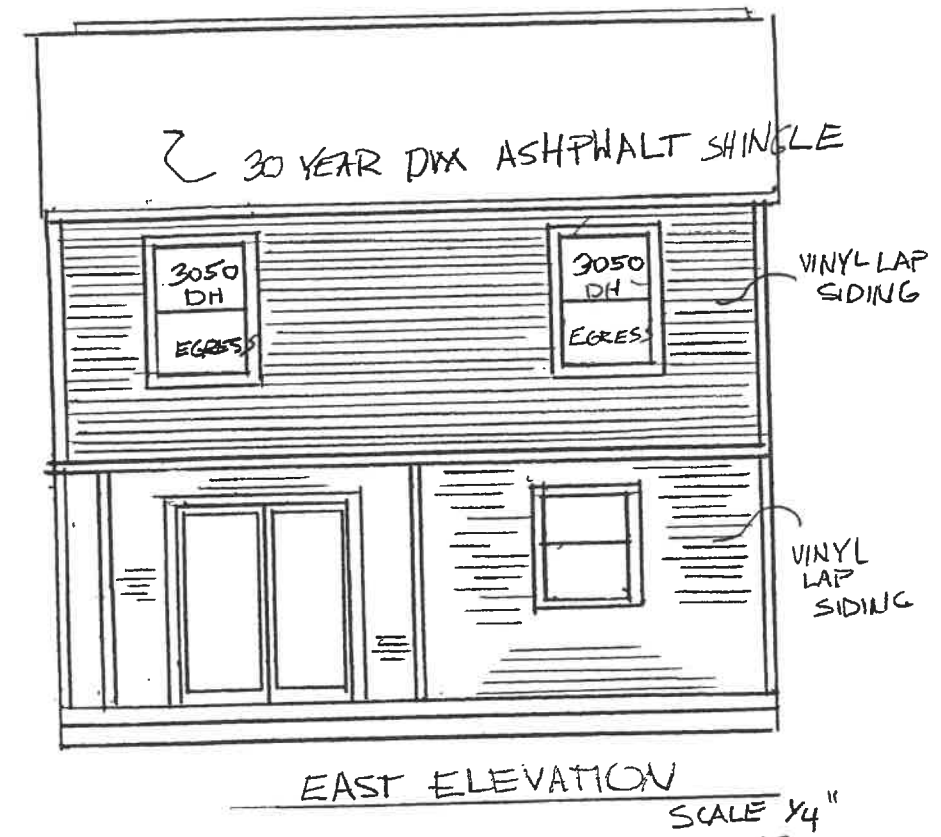 30 YEAR DVX ASHPHALT SHINGLE
3050
DH
EGRESS
3050
DH
EGRESS
VINYL LAP
SIDING
VINYL
LAP
SIDING
EAST ELEVATION
SCALE 1/4"